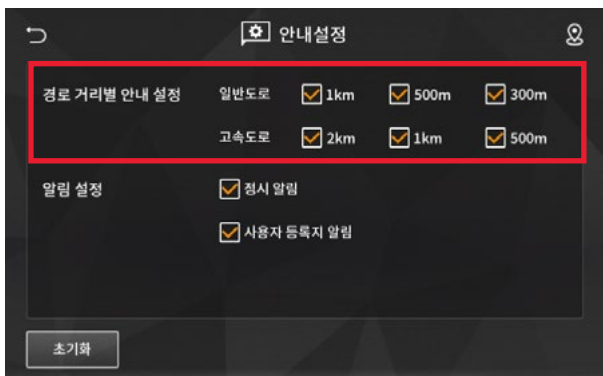 안내설정
경로 거리별 안내 설정 일반도로 1km 500m 300m
고속도로 2km 1km 500m
알림 설정 정시 알림
사용자 등록지 알림
초기화